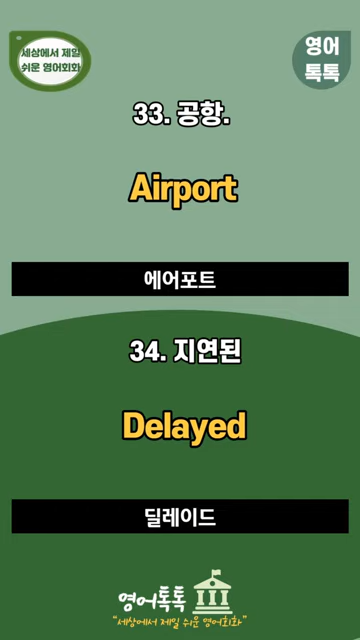 세상에서 제일
쉬운 영어회화
영어
톡톡
33. 공항.
Airport
에어포트
34. 지연된
Delayed
딜레이드
영어톡톡
"세상에서 제일 쉬운 영어회화"